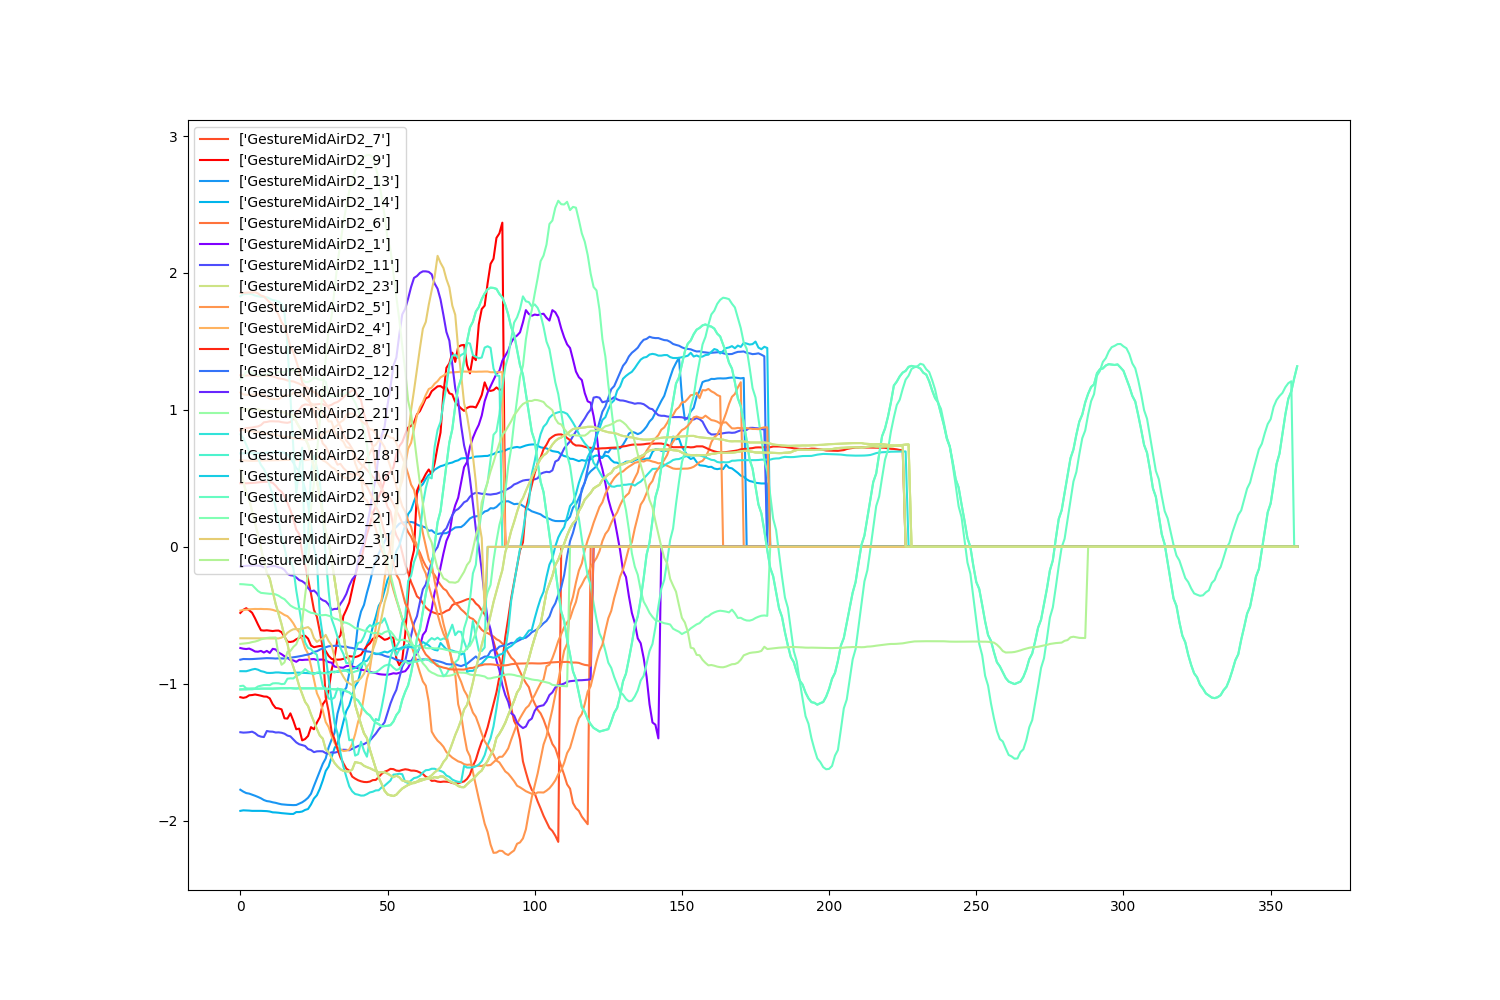 3
2
1
0
−1
−2
['GestureMidAirD2_7']
['GestureMidAirD2_9']
['GestureMidAirD2_13']
['GestureMidAirD2_14']
['GestureMidAirD2_6']
['GestureMidAirD2_1']
['GestureMidAirD2_11']
['GestureMidAirD2_23']
['GestureMidAirD2_5']
['GestureMidAirD2_4']
['GestureMidAirD2_8']
['GestureMidAirD2_12']
['GestureMidAirD2_10']
['GestureMidAirD2_21']
['GestureMidAirD2_17']
['GestureMidAirD2_18']
['GestureMidAirD2_16']
['GestureMidAirD2_19']
['GestureMidAirD2_2']
['GestureMidAirD2_3']
['GestureMidAirD2_22']
0 50 100 150 200 250 300 350